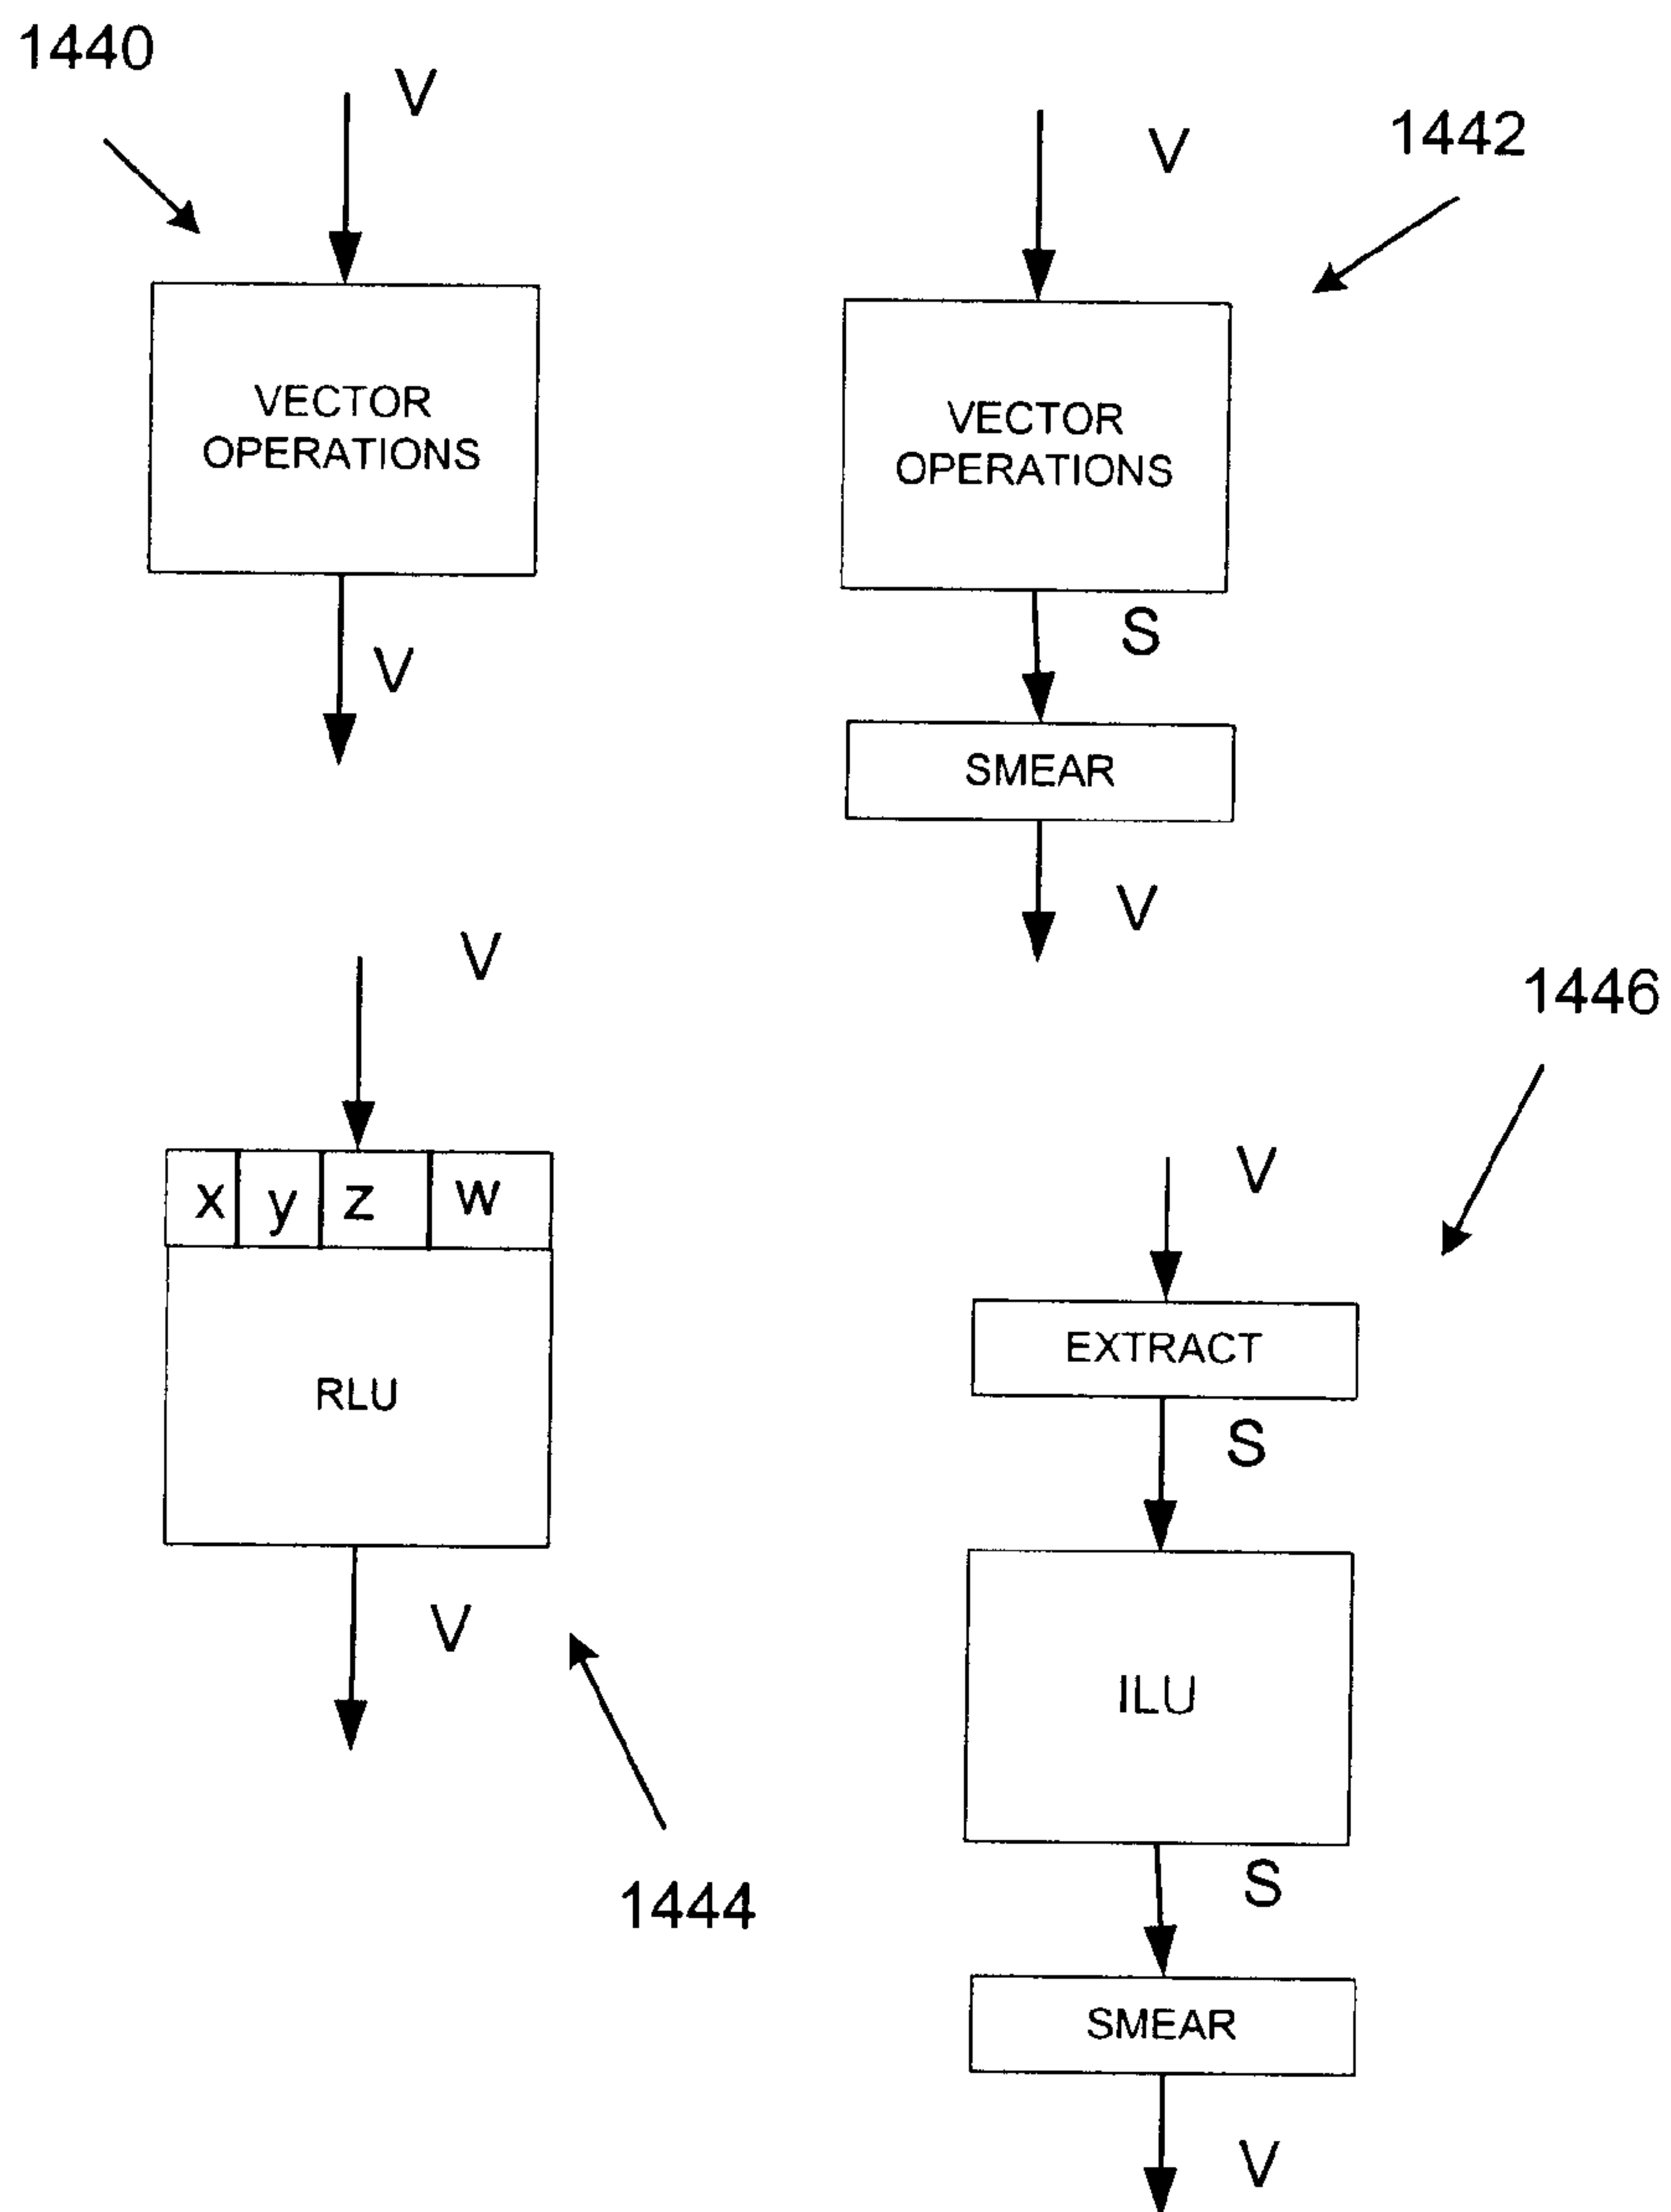 1440
V
VECTOR
OPERATIONS
V
1442
V
VECTOR
OPERATIONS
S
SMEAR
V
V
x y z w
RLU
V
1444
1446
V
EXTRACT
S
ILU
S
SMEAR
V